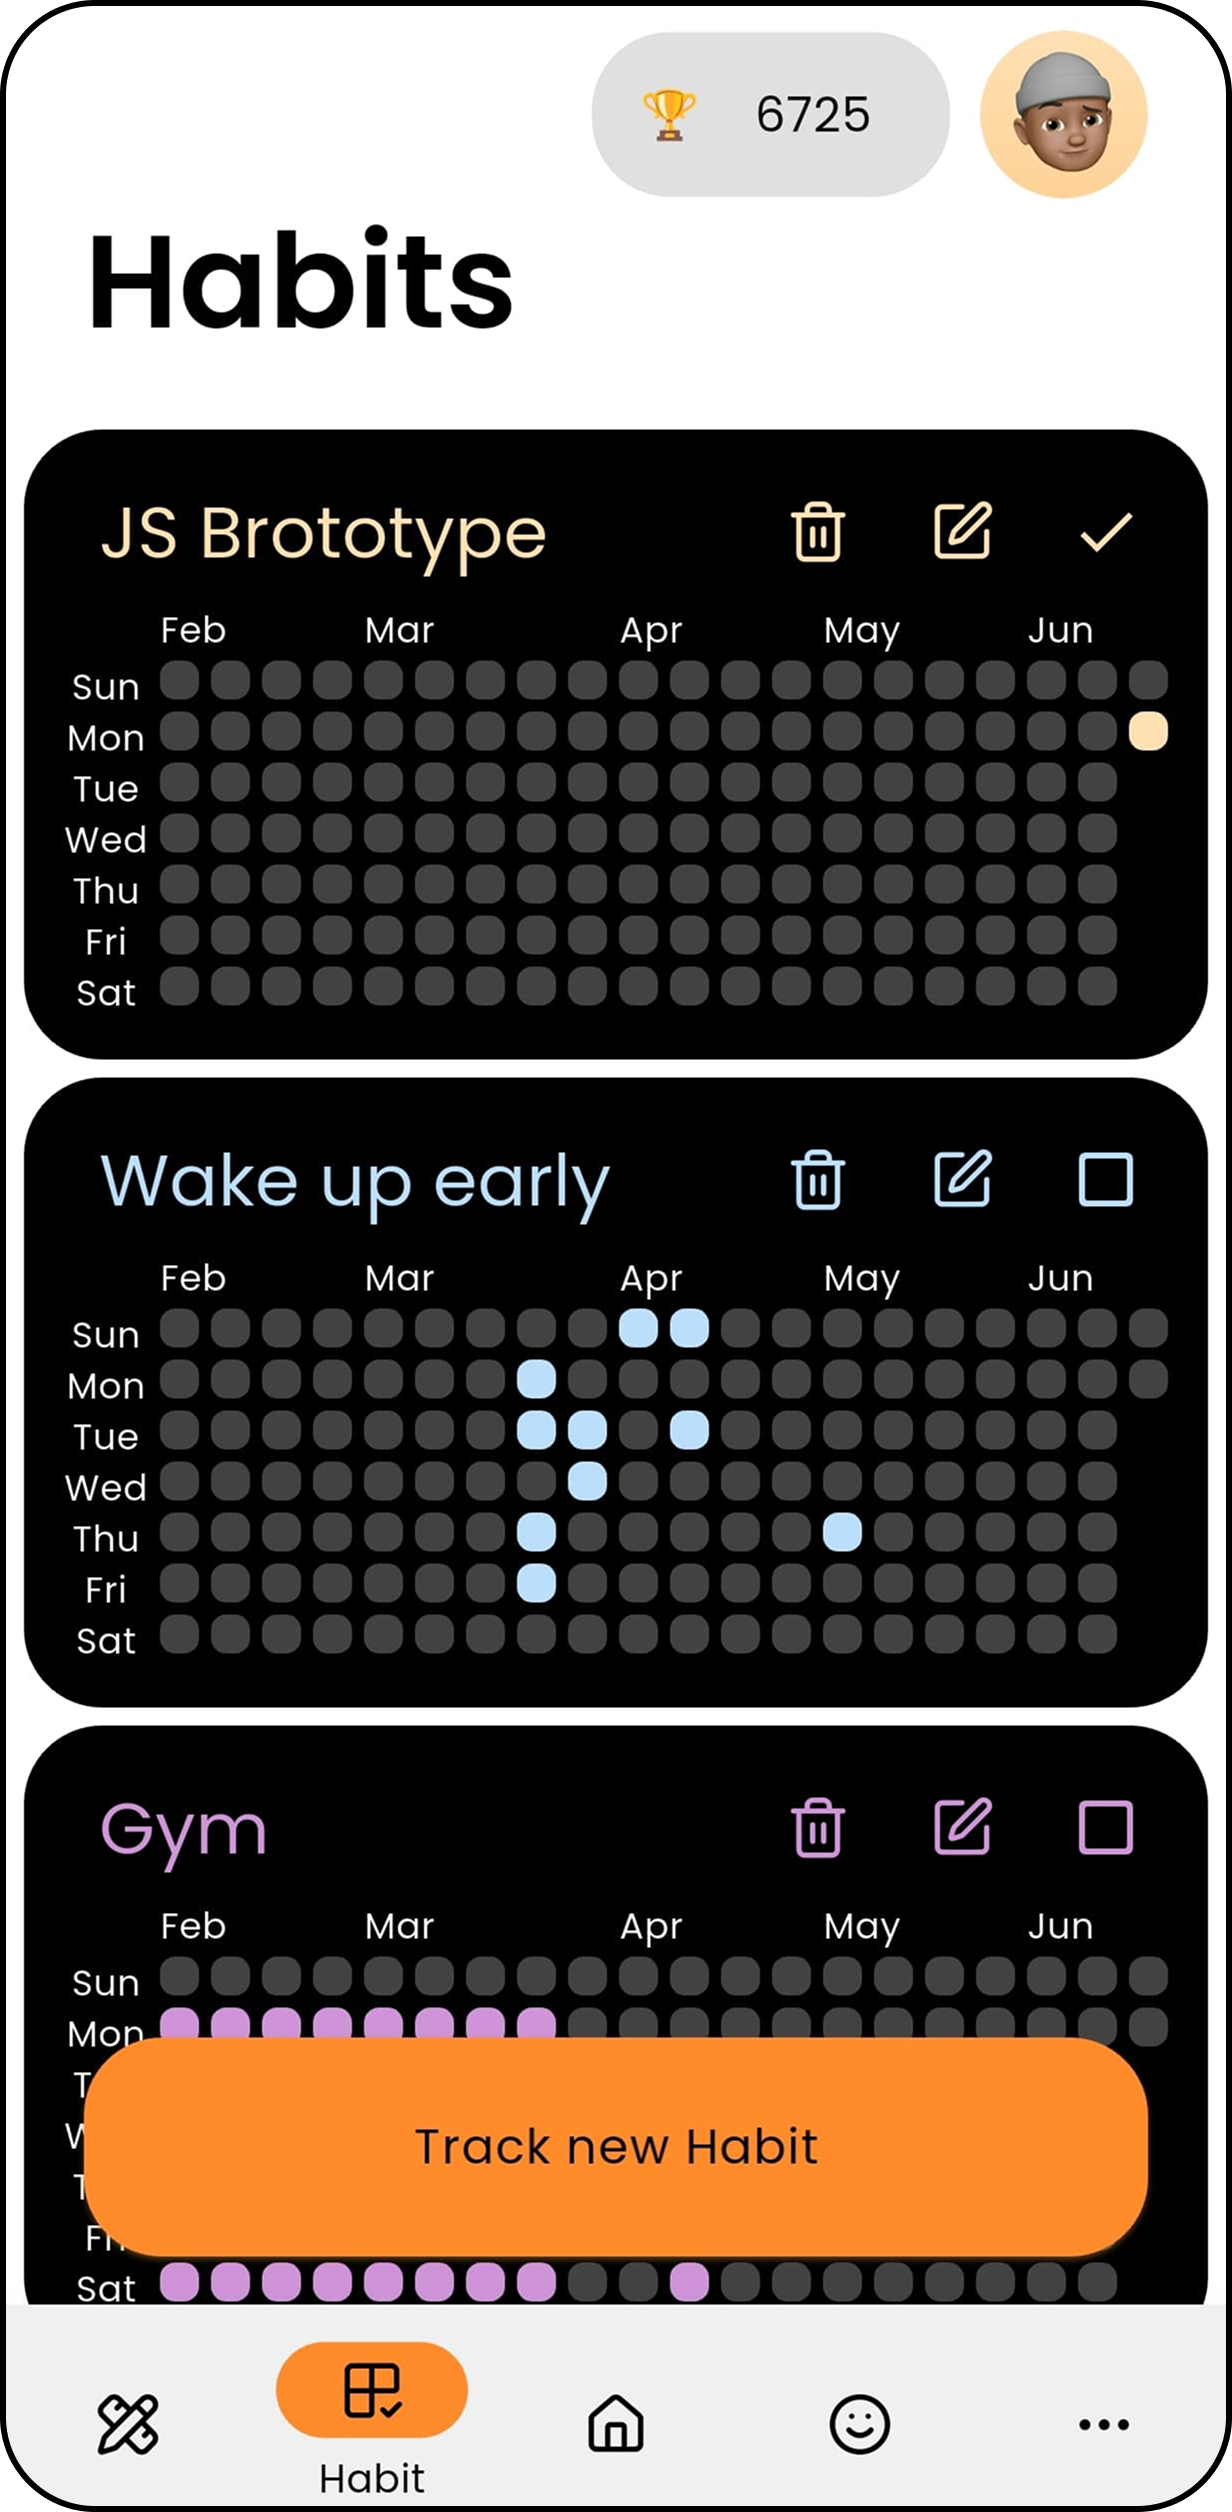 6725
Habits
JS Brototype
Feb Mar Apr May Jun
Sun
Mon
Tue
Wed
Thu
Fri
Sat
Wake up early
Feb Mar Apr May Jun
Sun
Mon
Tue
Wed
Thu
Fri
Sat
Gym
Feb Mar Apr May Jun
Sun
Mon
Track new Habit
Sat
Habit